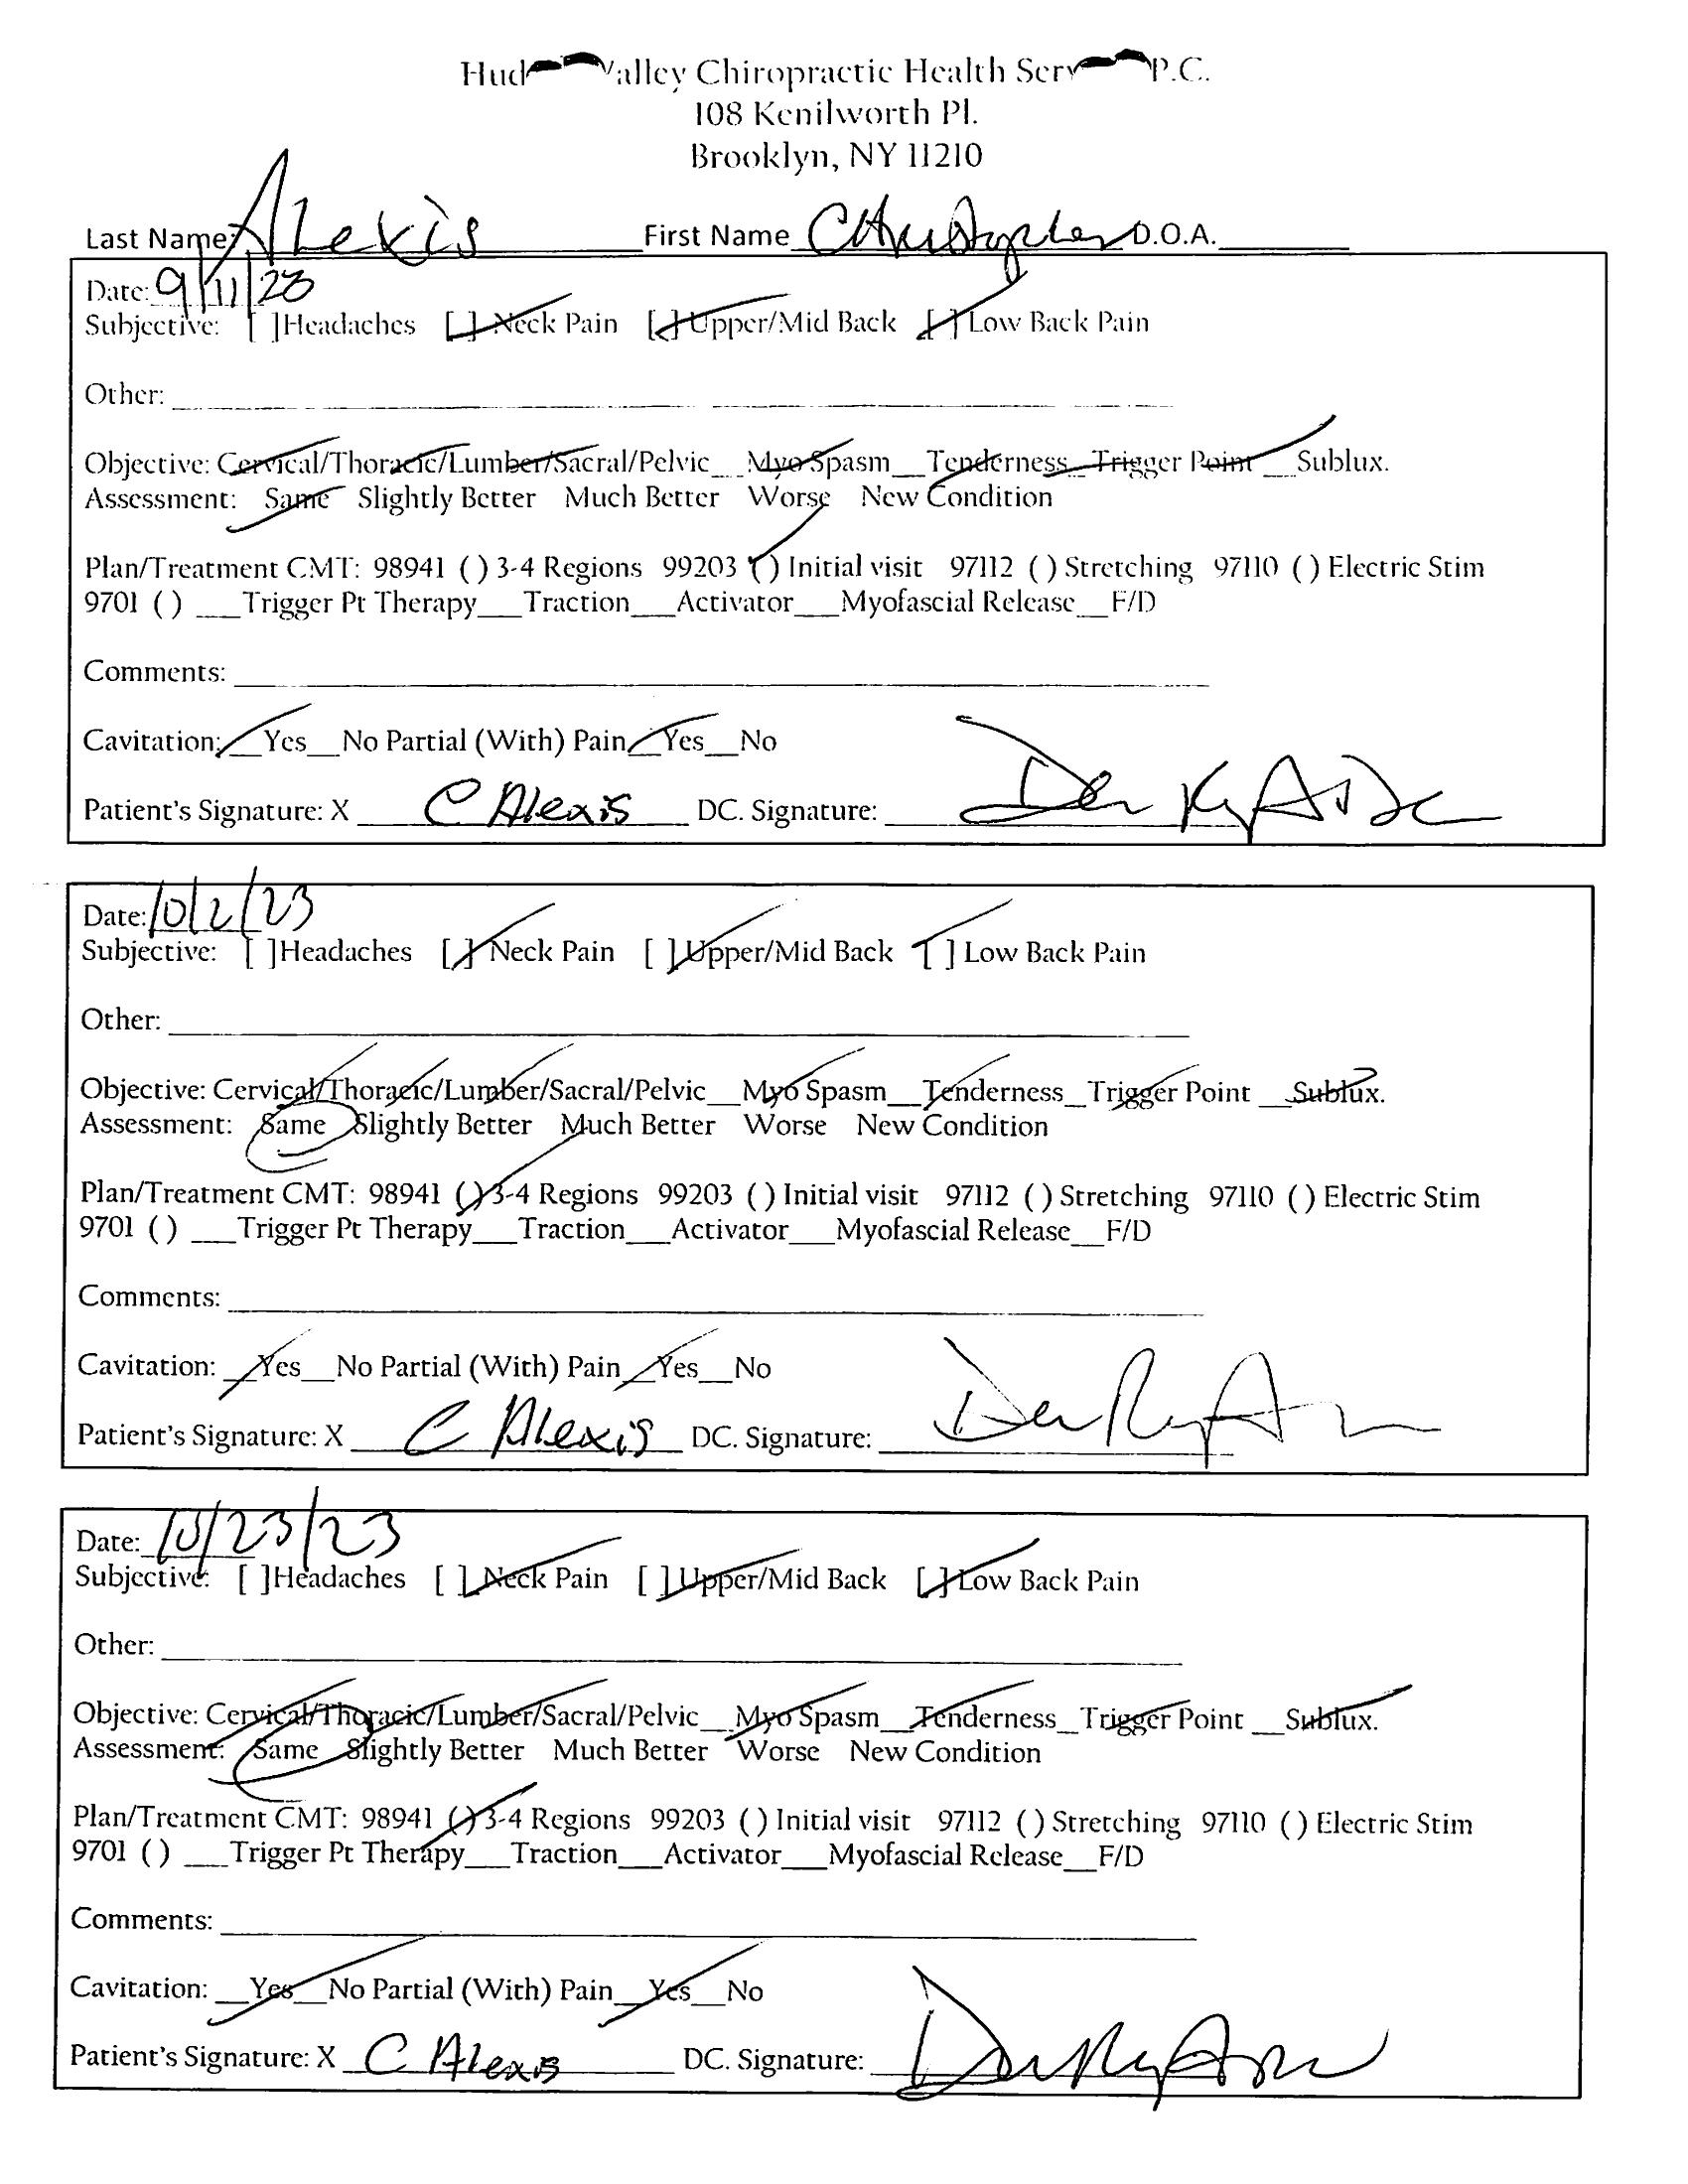 Hud Valley Chiropractic Health Serv P.C.
108 Kenilworth Pl.
Brooklyn, NY 11210
Last Name: Alexis First Name Christopher D.O.A.
Date: 9/11/23
Subjective: [ ]Headaches [ ] Neck Pain [ ] Upper/Mid Back [ ] Low Back Pain
Other:
Objective: Cervical/Thoracic/Lumber/Sacral/Pelvic__Myo Spasm__Tenderness_Trigger Point __Sublux.
Assessment: Same Slightly Better Much Better Worse New Condition
Plan/Treatment CMT: 98941 ( ) 3-4 Regions 99203 ( ) Initial visit 97112 ( ) Stretching 97110 ( ) Electric Stim
9701 ( ) ___Trigger Pt Therapy___Traction___Activator___Myofascial Release__F/D
Comments:
Cavitation:__Yes__No Partial (With) Pain__Yes__No
Patient's Signature: X C Alexis DC. Signature:
Date: 10/2/23
Subjective: [ ]Headaches [ ] Neck Pain [ ] Upper/Mid Back [ ] Low Back Pain
Other:
Objective: Cervical/Thoracic/Lumber/Sacral/Pelvic__Myo Spasm__Tenderness_Trigger Point __Sublux.
Assessment: Same Slightly Better Much Better Worse New Condition
Plan/Treatment CMT: 98941 ( ) 3-4 Regions 99203 ( ) Initial visit 97112 ( ) Stretching 97110 ( ) Electric Stim
9701 ( ) ___Trigger Pt Therapy___Traction___Activator___Myofascial Release__F/D
Comments:
Cavitation: __Yes__No Partial (With) Pain__Yes__No
Patient's Signature: X C Alexis DC. Signature:
Date: 10/23/23
Subjective: [ ]Headaches [ ] Neck Pain [ ] Upper/Mid Back [ ] Low Back Pain
Other:
Objective: Cervical/Thoracic/Lumber/Sacral/Pelvic__Myo Spasm__Tenderness_Trigger Point __Sublux.
Assessment: Same Slightly Better Much Better Worse New Condition
Plan/Treatment CMT: 98941 ( ) 3-4 Regions 99203 ( ) Initial visit 97112 ( ) Stretching 97110 ( ) Electric Stim
9701 ( ) ___Trigger Pt Therapy___Traction___Activator___Myofascial Release__F/D
Comments:
Cavitation: __Yes__No Partial (With) Pain__Yes__No
Patient's Signature: X C Alexis DC. Signature: